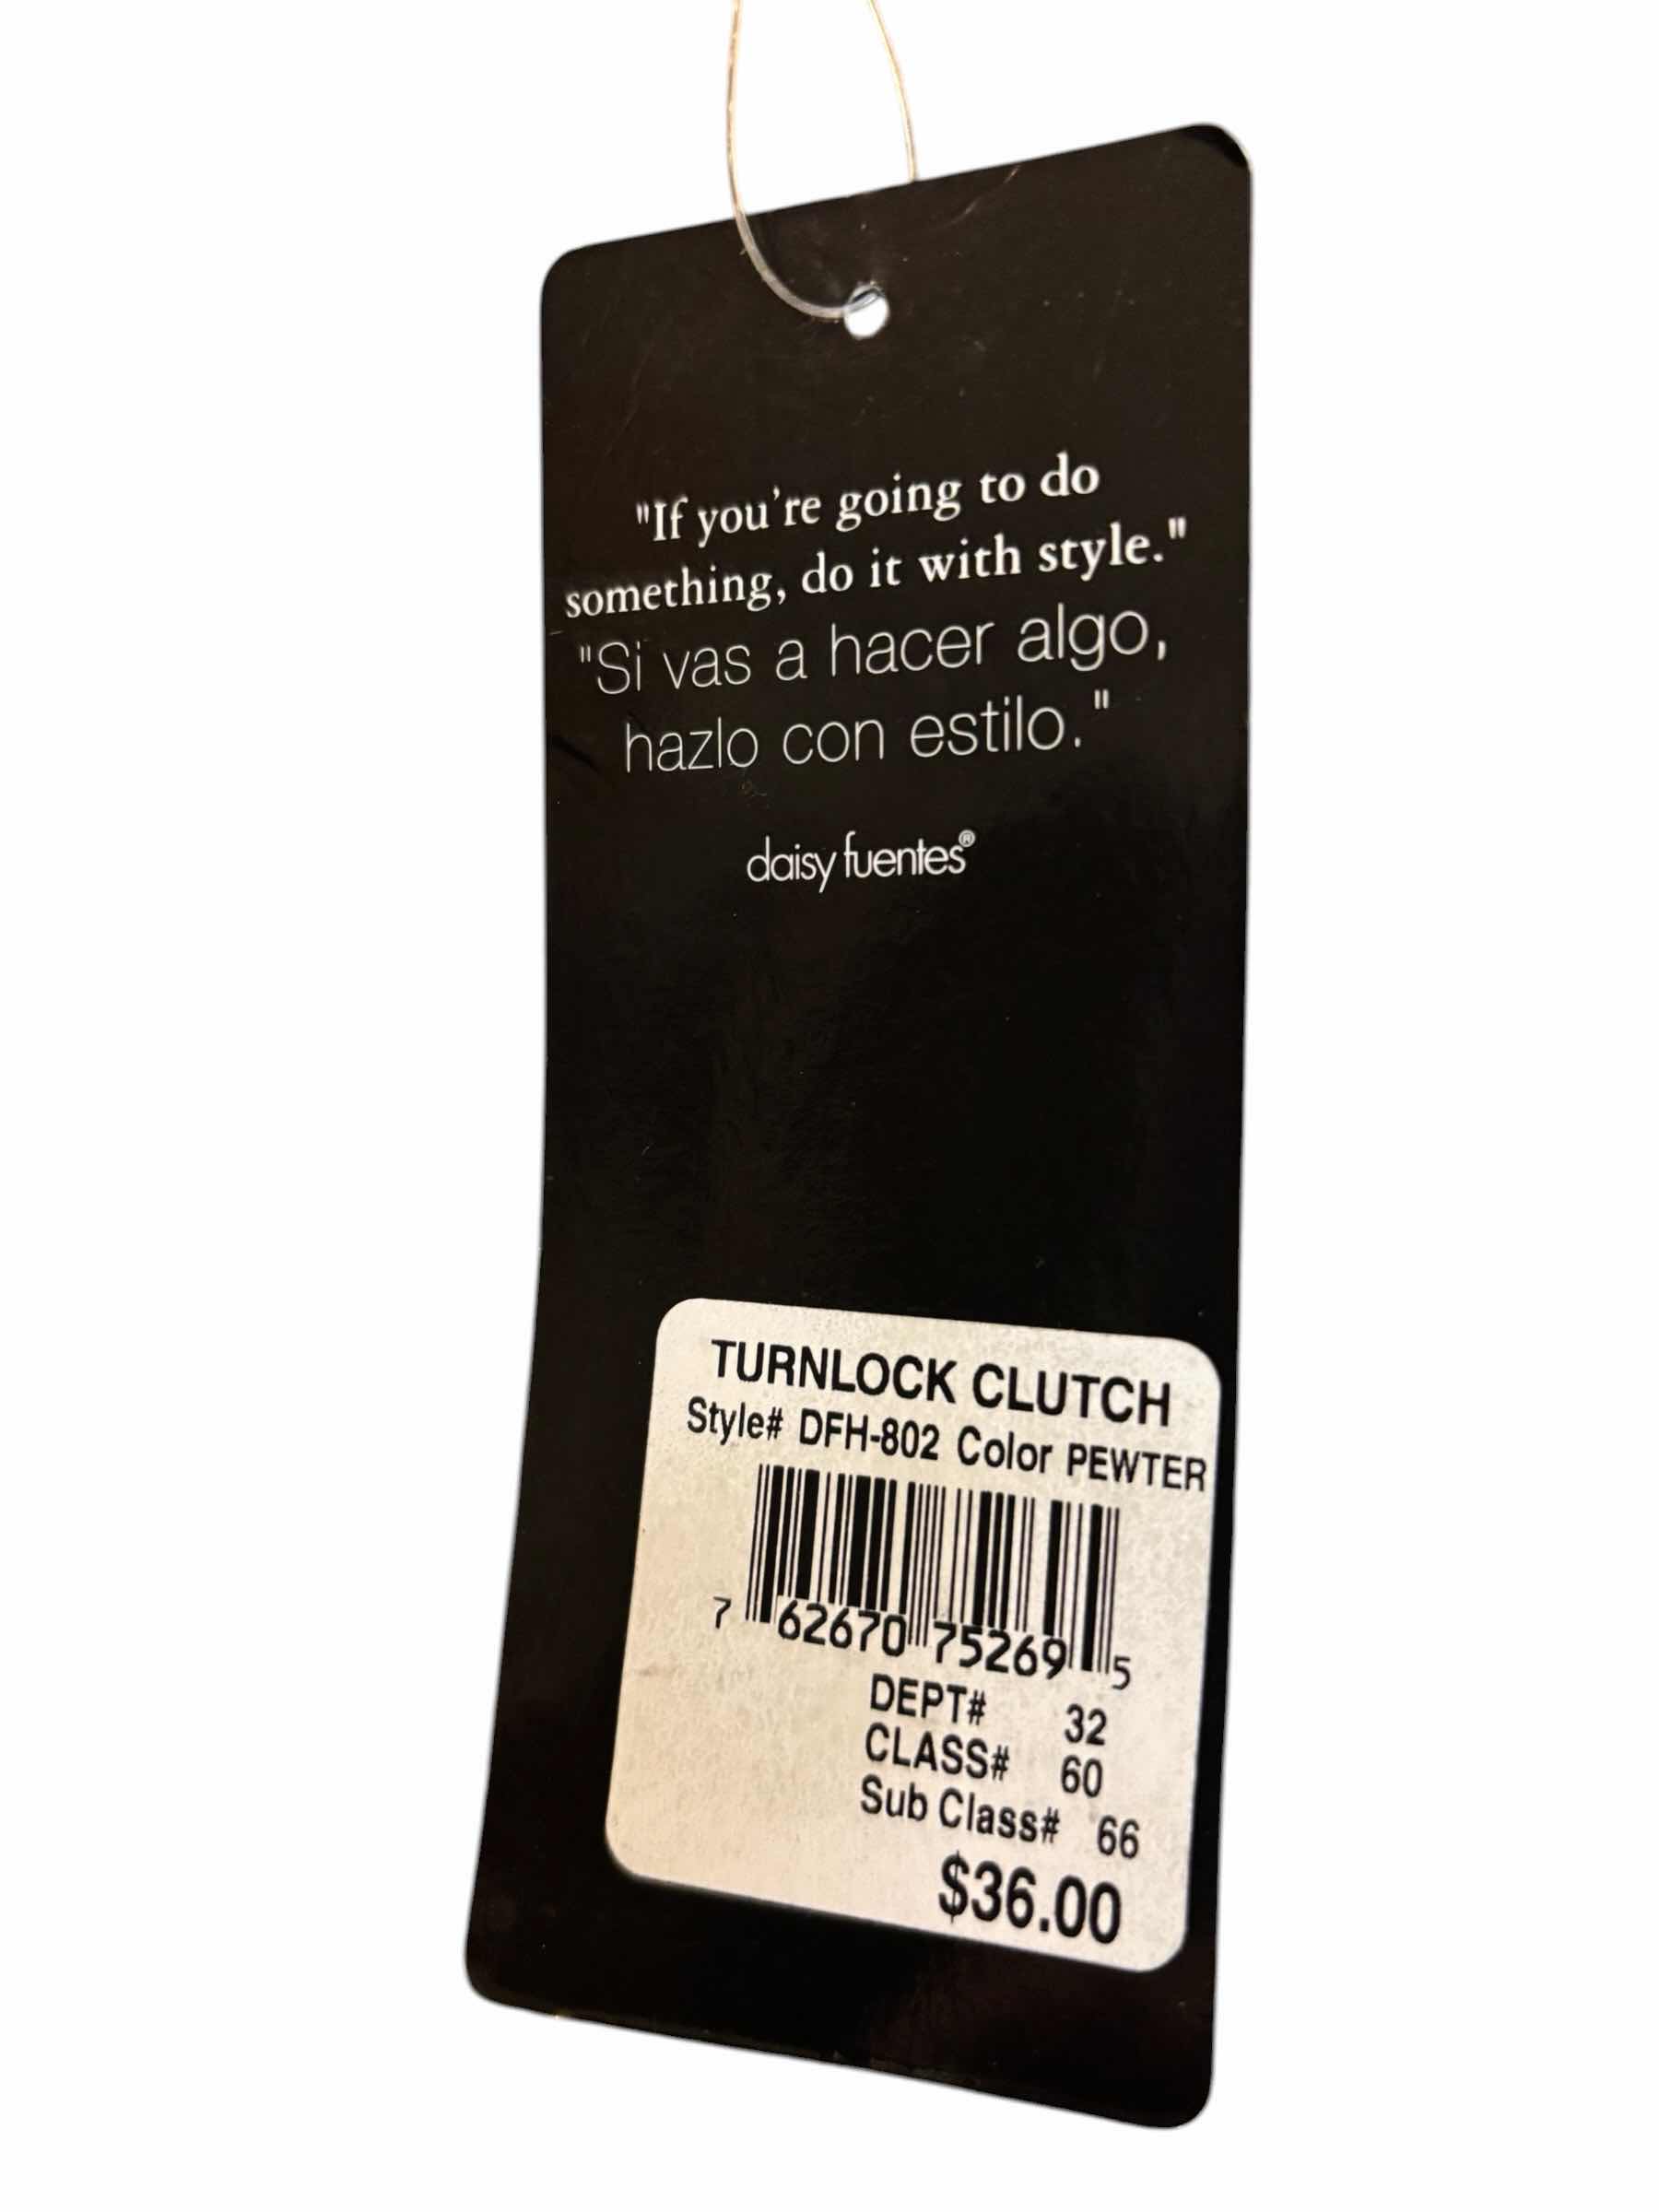 "If you're going to do
something, do it with style."
"Si vas a hacer algo,
hazlo con estilo."
daisy fuentes®
TURNLOCK CLUTCH
Style# DFH-802 Color PEWTER
7 62670 75269 5
DEPT# 32
CLASS# 60
Sub Class# 66
$36.00